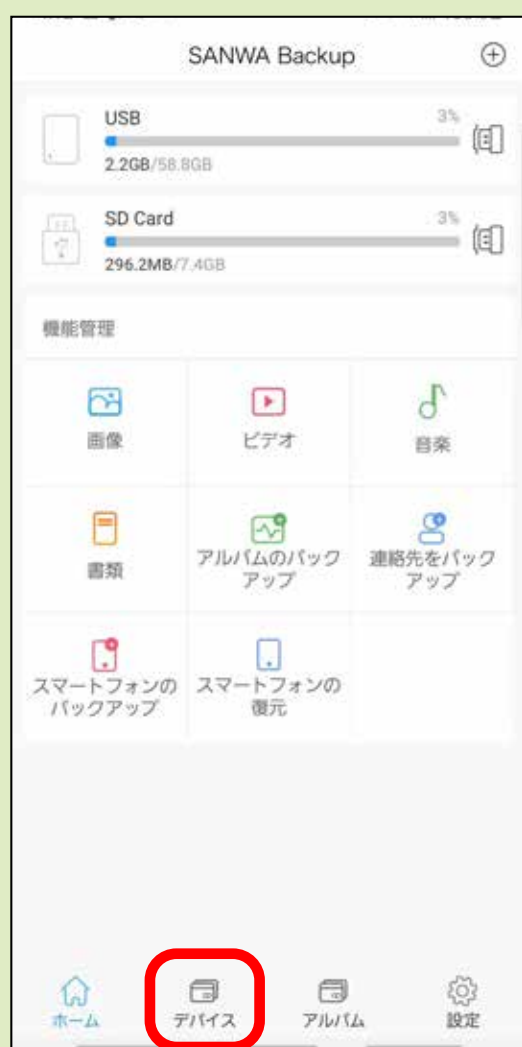 SANWA Backup
USB
3%
2.2GB/58.8GB
SD Card
3%
296.2MB/7.4GB
機能管理
画像
ビデオ
音楽
書類
アルバムのバック
アップ
連絡先をバック
アップ
スマートフォンの
バックアップ
スマートフォンの
復元
ホーム
デバイス
アルバム
設定